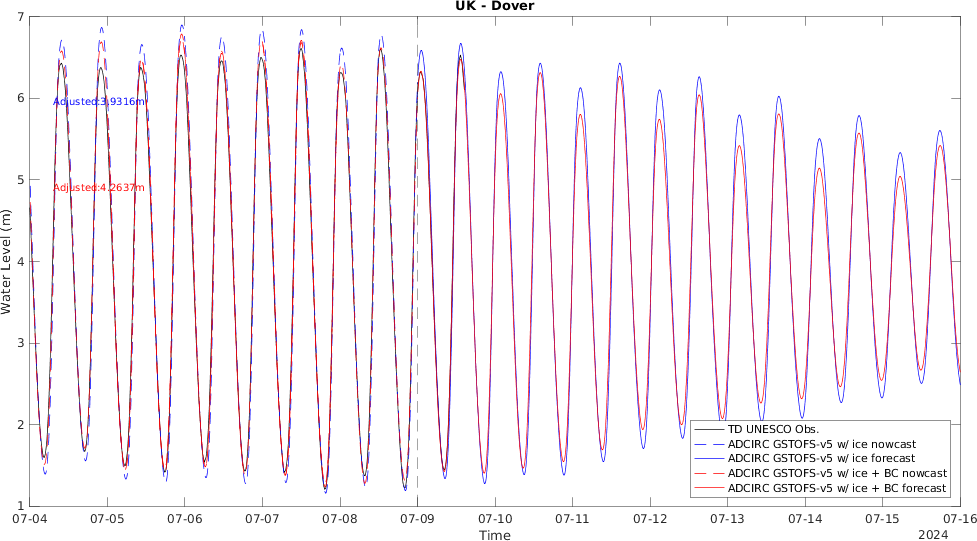 UK - Dover
7
6
5
4
3
2
1
Water Level (m)
Adjusted:3.9316m
Adjusted:4.2637m
TD UNESCO Obs.
ADCIRC GSTOFS-v5 w/ ice nowcast
ADCIRC GSTOFS-v5 w/ ice forecast
ADCIRC GSTOFS-v5 w/ ice + BC nowcast
ADCIRC GSTOFS-v5 w/ ice + BC forecast
07-04 07-05 07-06 07-07 07-08 07-09 07-10 07-11 07-12 07-13 07-14 07-15 07-16
Time
2024